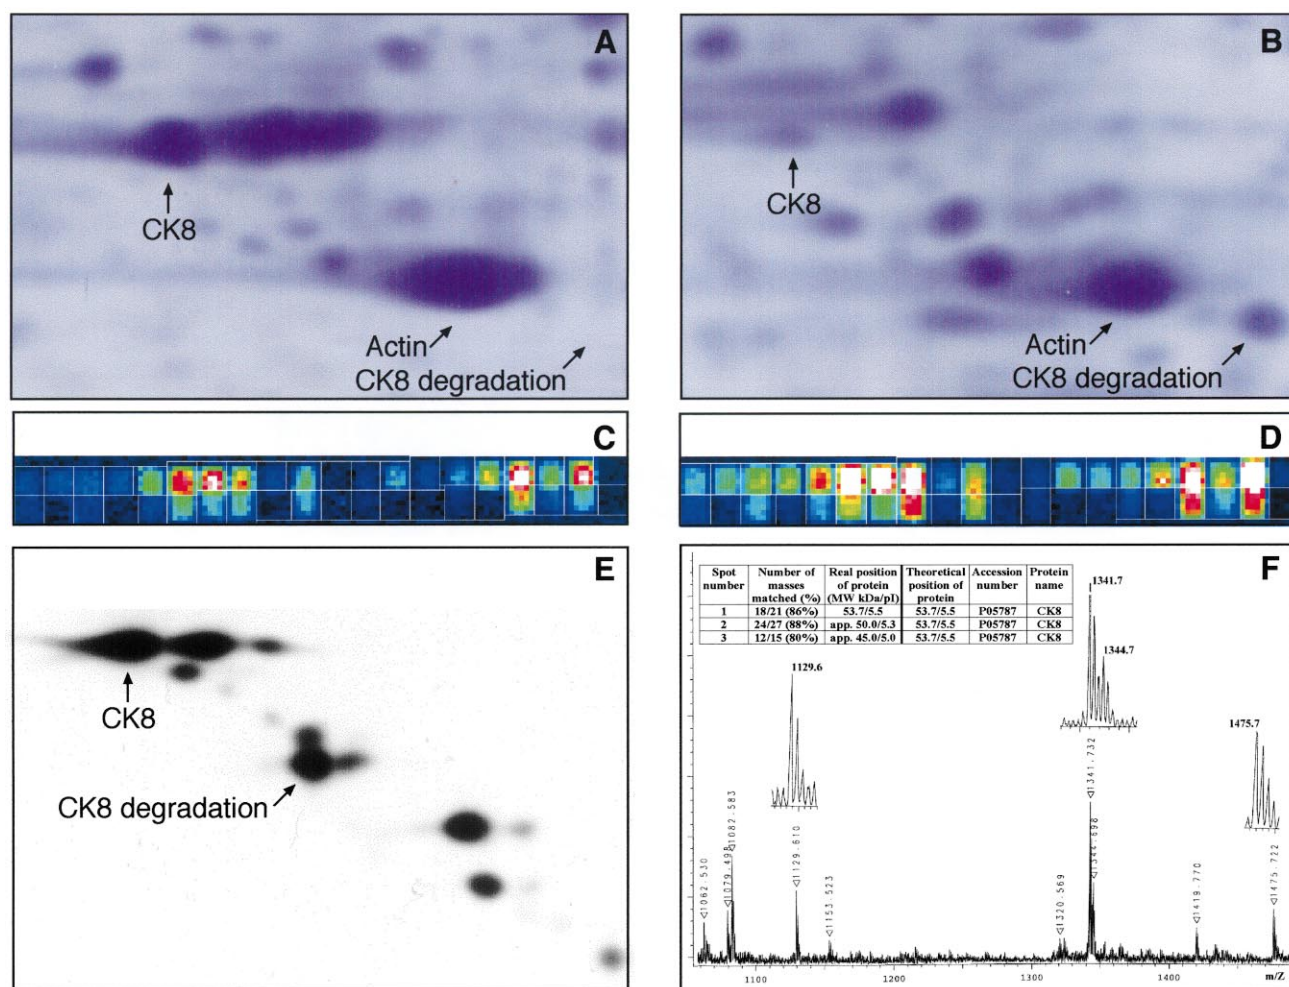 A
CK8
Actin
CK8 degradation
B
CK8
Actin
CK8 degradation
C
D
E
CK8
CK8 degradation
F
Spot number Number of masses matched (%) Real position of protein (MW kDa/pI) Theoretical position of protein Accession number Protein name
1 18/21 (86%) 53.7/5.5 53.7/5.5 P05787 CK8
2 24/27 (88%) app. 50.0/5.3 53.7/5.5 P05787 CK8
3 12/15 (80%) app. 45.0/5.0 53.7/5.5 P05787 CK8
1341.7
1344.7
1129.6
1475.7
1062.530
1079.498
1082.583
1129.610
1153.523
1320.569
1341.732
1344.698
1419.770
1475.722
1100 1200 1300 1400 m/Z